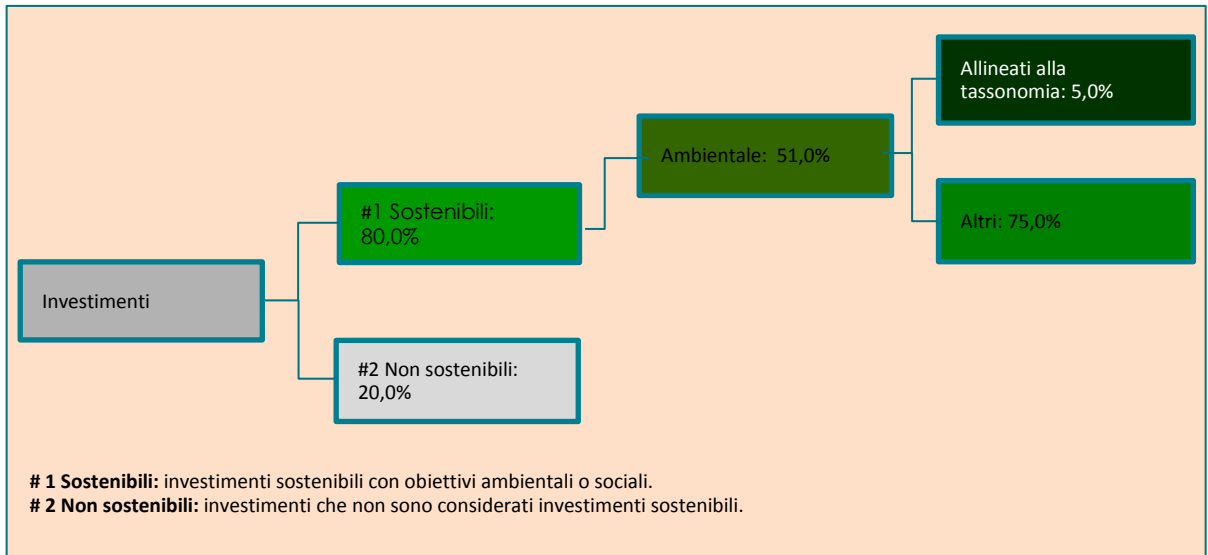 Investimenti
#1 Sostenibili:
80,0%
#2 Non sostenibili:
20,0%
Ambientale: 51,0%
Allineati alla
tassonomia: 5,0%
Altri: 75,0%
# 1 Sostenibili: investimenti sostenibili con obiettivi ambientali o sociali.
# 2 Non sostenibili: investimenti che non sono considerati investimenti sostenibili.